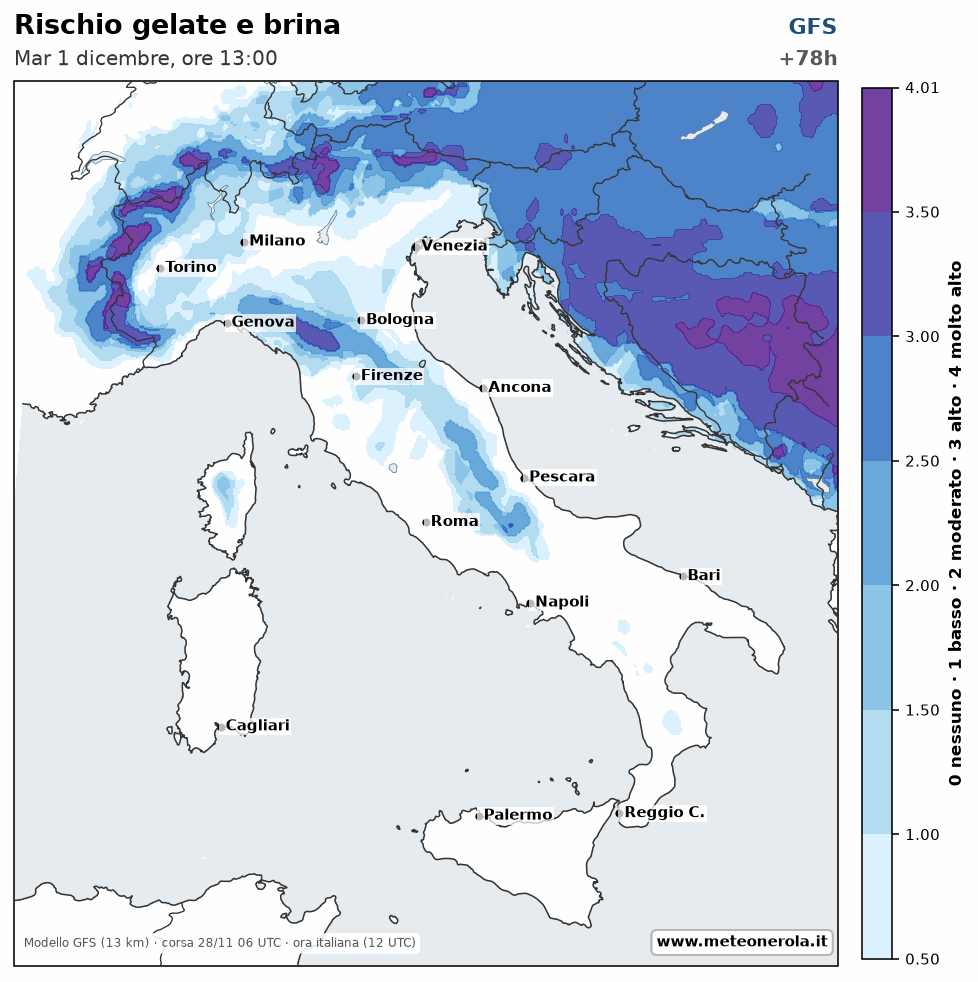 Rischio gelate e brina
GFS
Mar 1 dicembre, ore 13:00
+78h
4.01
3.50
3.00
2.50
2.00
1.50
1.00
0.50
0 nessuno · 1 basso · 2 moderato · 3 alto · 4 molto alto
Milano
Venezia
Torino
Genova
Bologna
Firenze
Ancona
Pescara
Roma
Bari
Napoli
Cagliari
Palermo
Reggio C.
Modello GFS (13 km) · corsa 28/11 06 UTC · ora italiana (12 UTC)
www.meteonerola.it